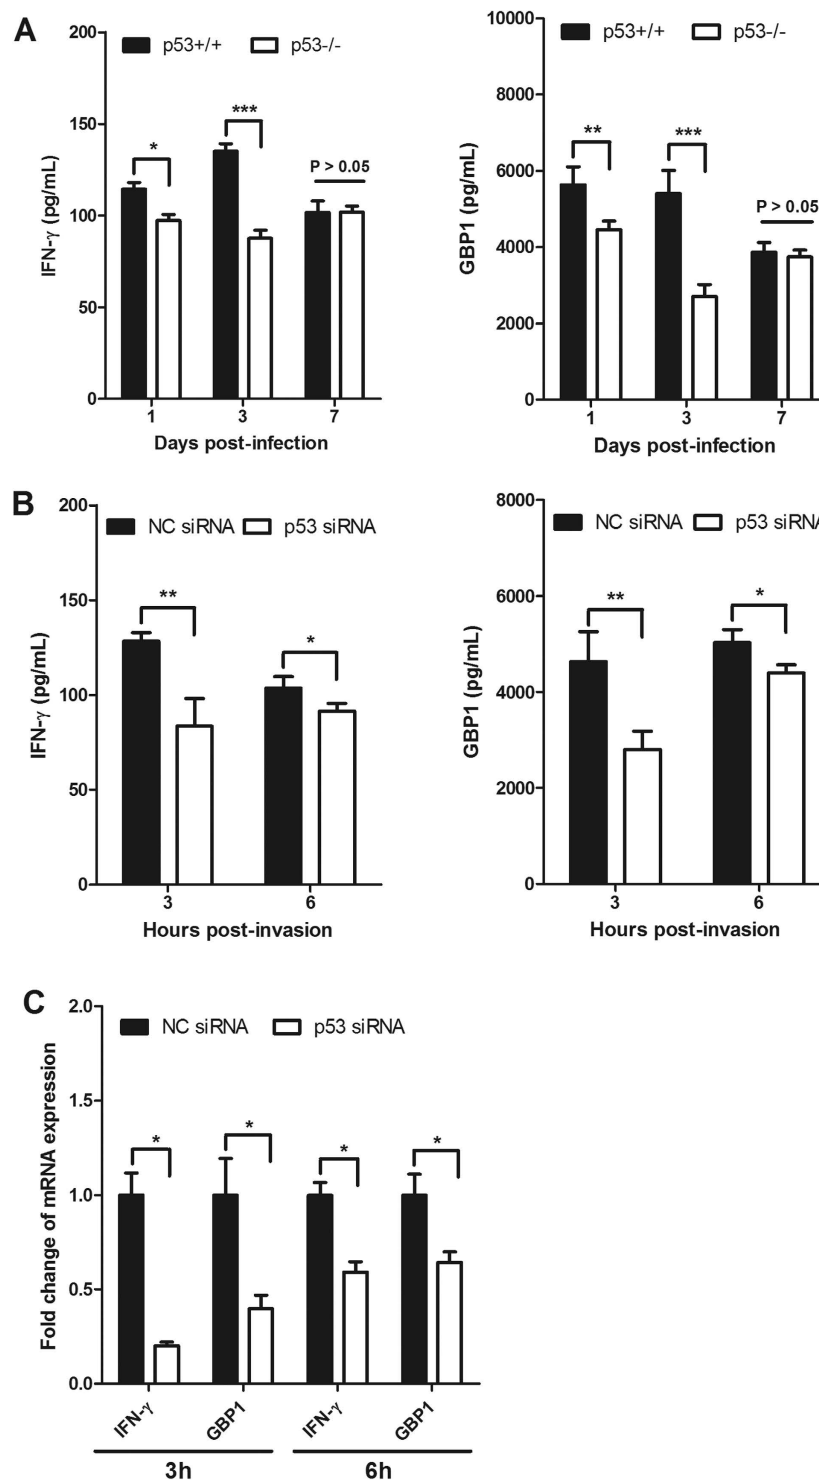 A
p53+/+ p53-/-
IFN-γ (pg/mL)
200
150
100
50
0
*
***
P > 0.05
1 3 7
Days post-infection
p53+/+ p53-/-
GBP1 (pg/mL)
10000
8000
6000
4000
2000
0
**
***
P > 0.05
1 3 7
Days post-infection
B
NC siRNA p53 siRNA
IFN-γ (pg/mL)
200
150
100
50
0
**
*
3 6
Hours post-invasion
NC siRNA p53 siRNA
GBP1 (pg/mL)
8000
6000
4000
2000
0
**
*
3 6
Hours post-invasion
C
NC siRNA p53 siRNA
Fold change of mRNA expression
2.0
1.5
1.0
0.5
0.0
* * * *
IFN-γ GBP1 IFN-γ GBP1
3h 6h